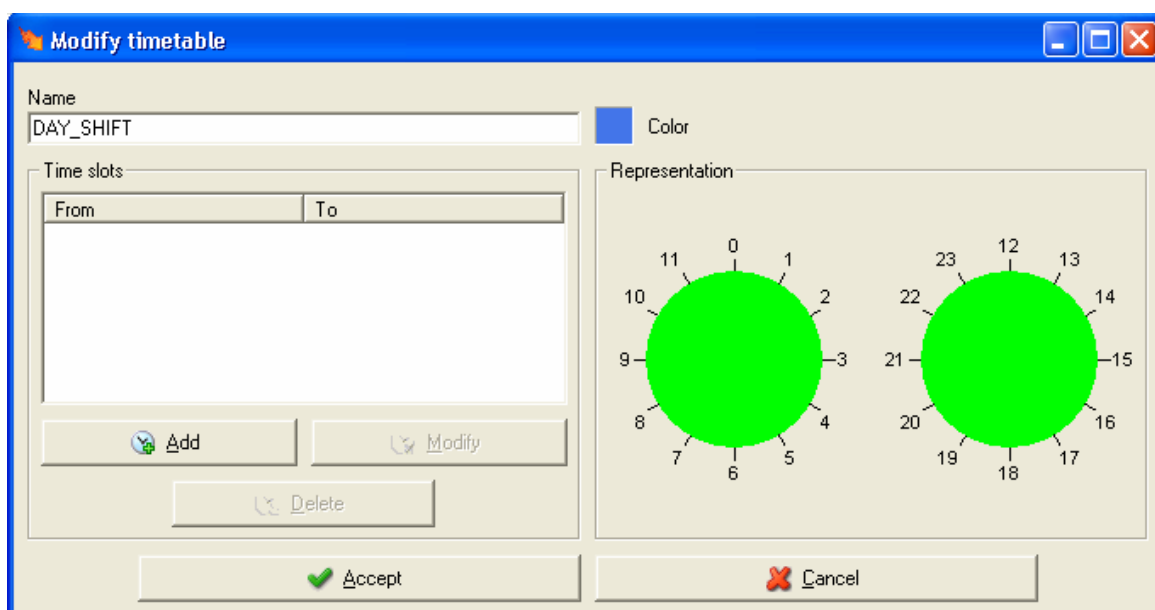 Modify timetable
Name
DAY_SHIFT
Color
Time slots
From To
Add Modify
Delete
Representation
0
11 1
10 2
9 3
8 4
7 5
6
12
23 13
22 14
21 15
20 16
19 17
18
Accept Cancel